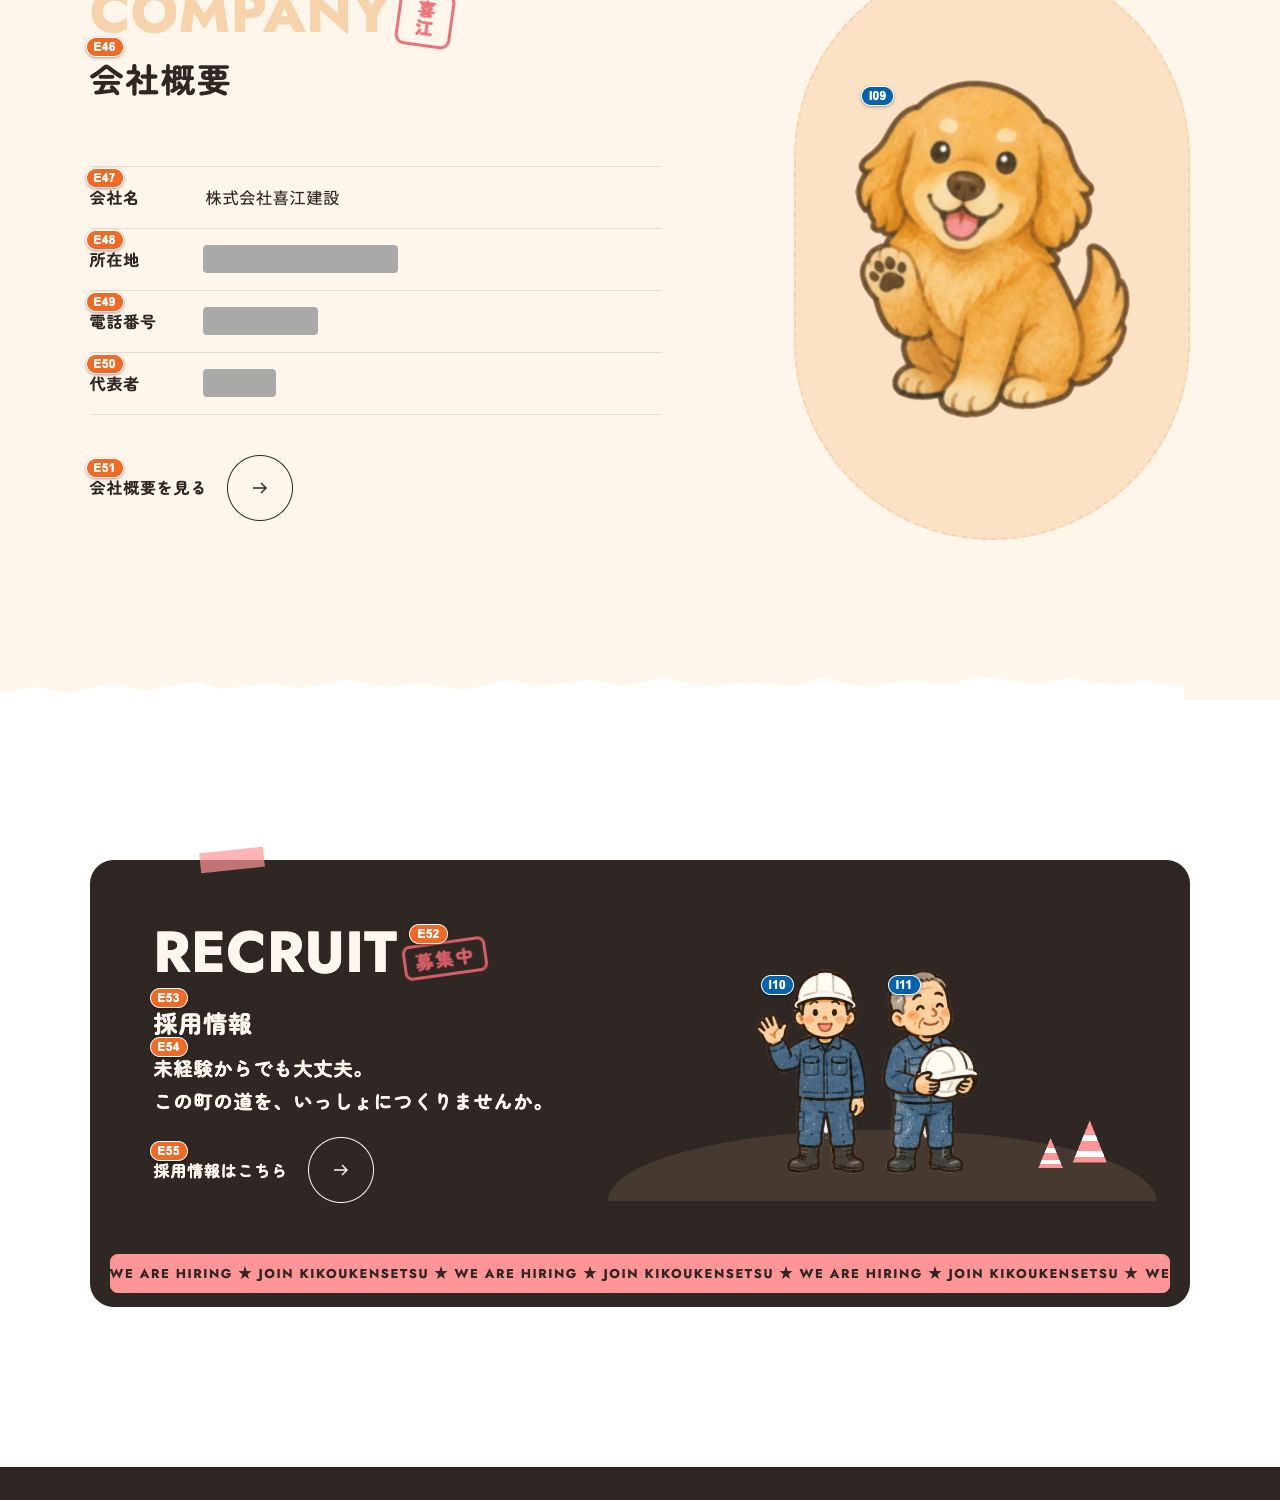 COMPANY
喜江
E46
会社概要
I09
E47
会社名 株式会社喜江建設
E48
所在地
E49
電話番号
E50
代表者
E51
会社概要を見る →
RECRUIT
E52
募集中
E53
採用情報
E54
未経験からでも大丈夫。
この町の道を、いっしょにつくりませんか。
E55
採用情報はこちら →
I10 I11
WE ARE HIRING ★ JOIN KIKOUKENSETSU ★ WE ARE HIRING ★ JOIN KIKOUKENSETSU ★ WE ARE HIRING ★ JOIN KIKOUKENSETSU ★ WE